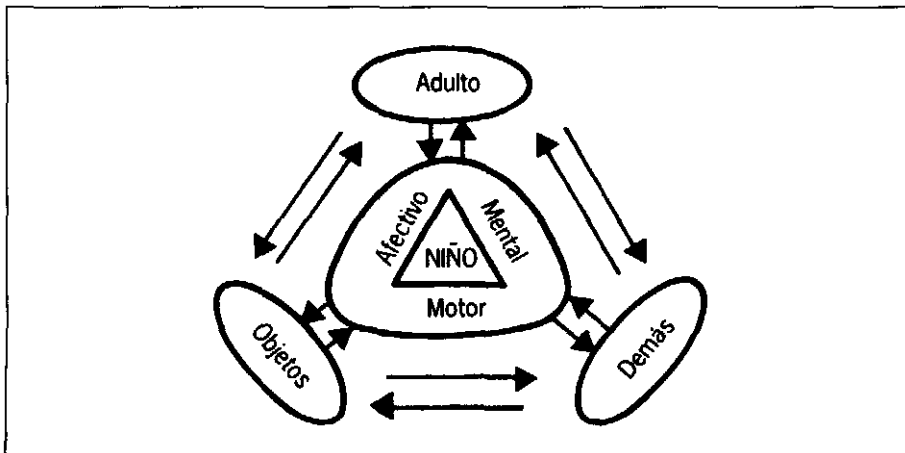 Adulto
Afectivo
Mental
NIÑO
Motor
Objetos
Demás